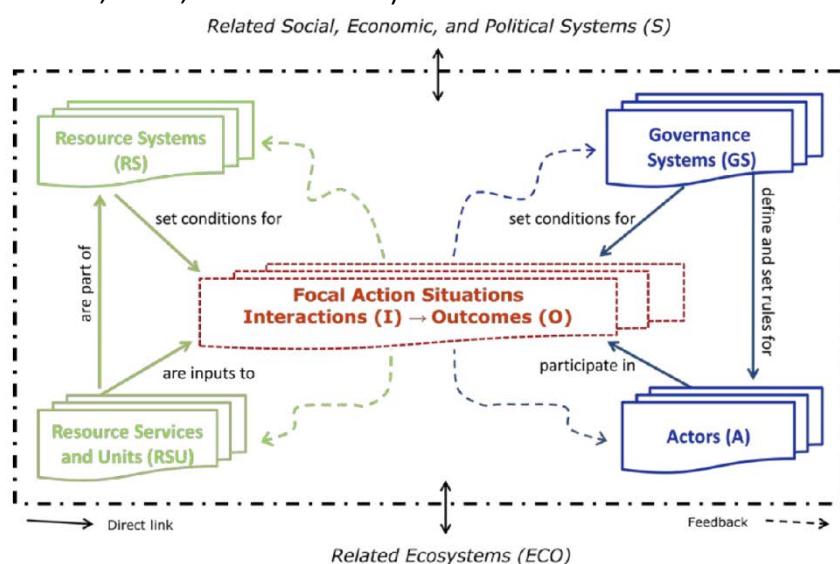 Related Social, Economic, and Political Systems (S)
Resource Systems
(RS)
Governance
Systems (GS)
set conditions for
set conditions for
are part of
define and set rules for
Focal Action Situations
Interactions (I) → Outcomes (O)
are inputs to
participate in
Resource Services
and Units (RSU)
Actors (A)
Direct link
Feedback
Related Ecosystems (ECO)